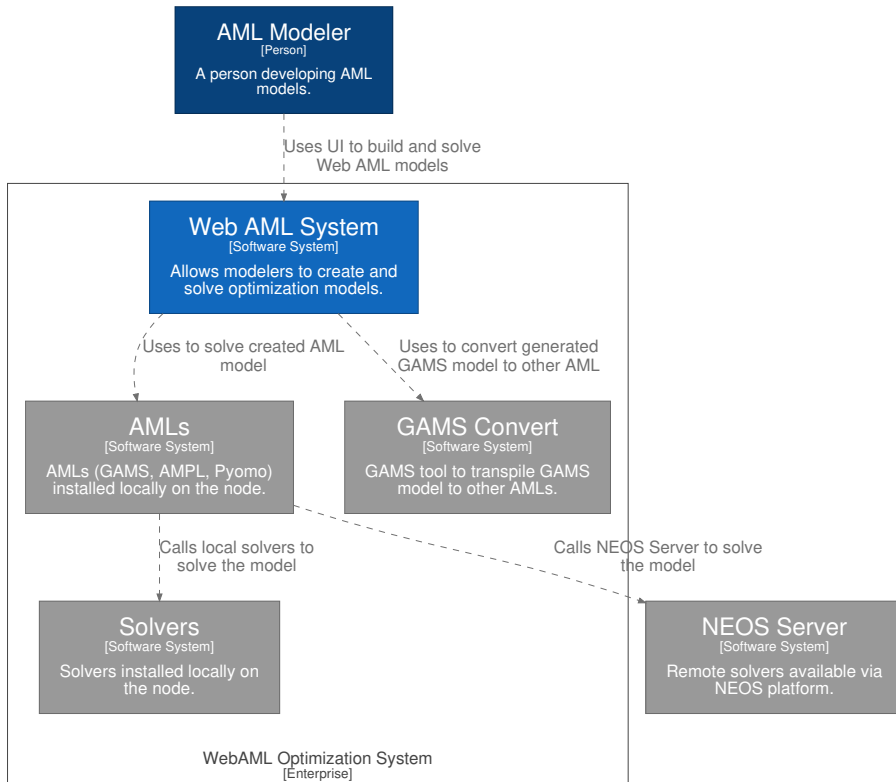 AML Modeler
[Person]
A person developing AML
models.
Uses UI to build and solve
Web AML models
Web AML System
[Software System]
Allows modelers to create and
solve optimization models.
Uses to solve created AML
model
Uses to convert generated
GAMS model to other AML
AMLs
[Software System]
AMLs (GAMS, AMPL, Pyomo)
installed locally on the node.
GAMS Convert
[Software System]
GAMS tool to transpile GAMS
model to other AMLs.
Calls local solvers to
solve the model
Calls NEOS Server to solve
the model
Solvers
[Software System]
Solvers installed locally on
the node.
NEOS Server
[Software System]
Remote solvers available via
NEOS platform.
WebAML Optimization System
[Enterprise]